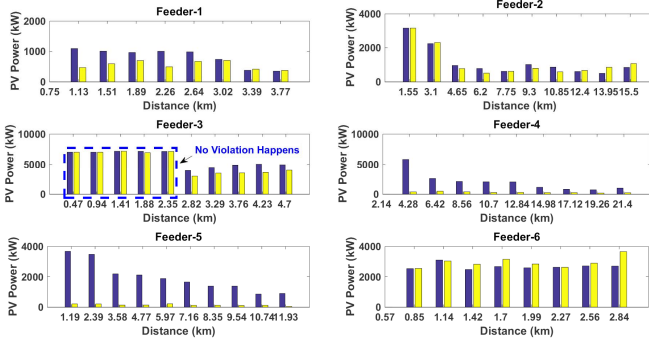 Feeder-1
PV Power (kW)
2000
1000
0
0.75 1.13 1.51 1.89 2.26 2.64 3.02 3.39 3.77
Distance (km)
Feeder-2
PV Power (kW)
4000
2000
0
1.55 3.1 4.65 6.2 7.75 9.3 10.85 12.4 13.95 15.5
Distance (km)
Feeder-3
PV Power (kW)
10000
5000
0
No Violation Happens
0.47 0.94 1.41 1.88 2.35 2.82 3.29 3.76 4.23 4.7
Distance (km)
Feeder-4
PV Power (kW)
10000
5000
0
2.14 4.28 6.42 8.56 10.7 12.84 14.98 17.12 19.26 21.4
Distance (km)
Feeder-5
PV Power (kW)
4000
2000
0
1.19 2.39 3.58 4.77 5.97 7.16 8.35 9.54 10.74 11.93
Distance (km)
Feeder-6
PV Power (kW)
4000
2000
0
0.57 0.85 1.14 1.42 1.7 1.99 2.27 2.56 2.84
Distance (km)